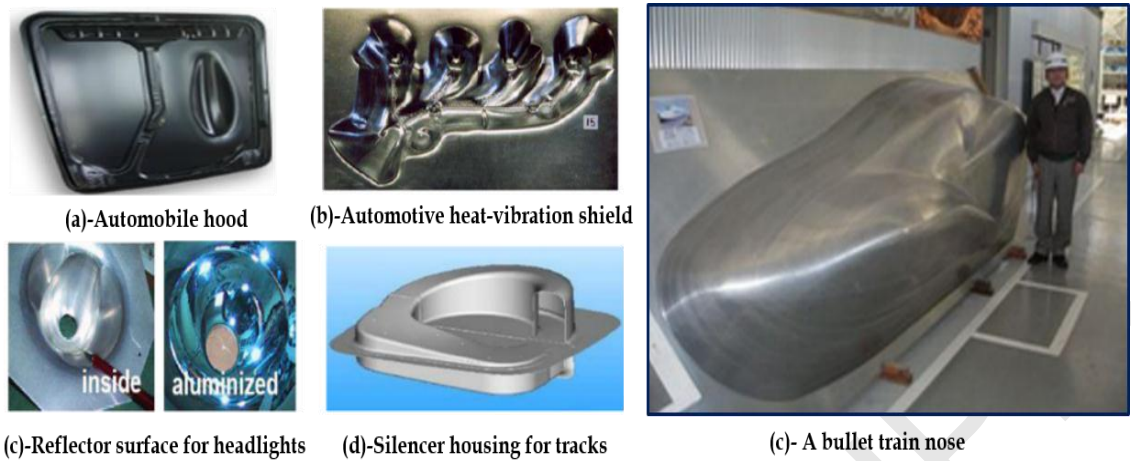 (a)-Automobile hood
15
(b)-Automotive heat-vibration shield
inside
aluminized
(c)-Reflector surface for headlights
(d)-Silencer housing for tracks
(c)- A bullet train nose